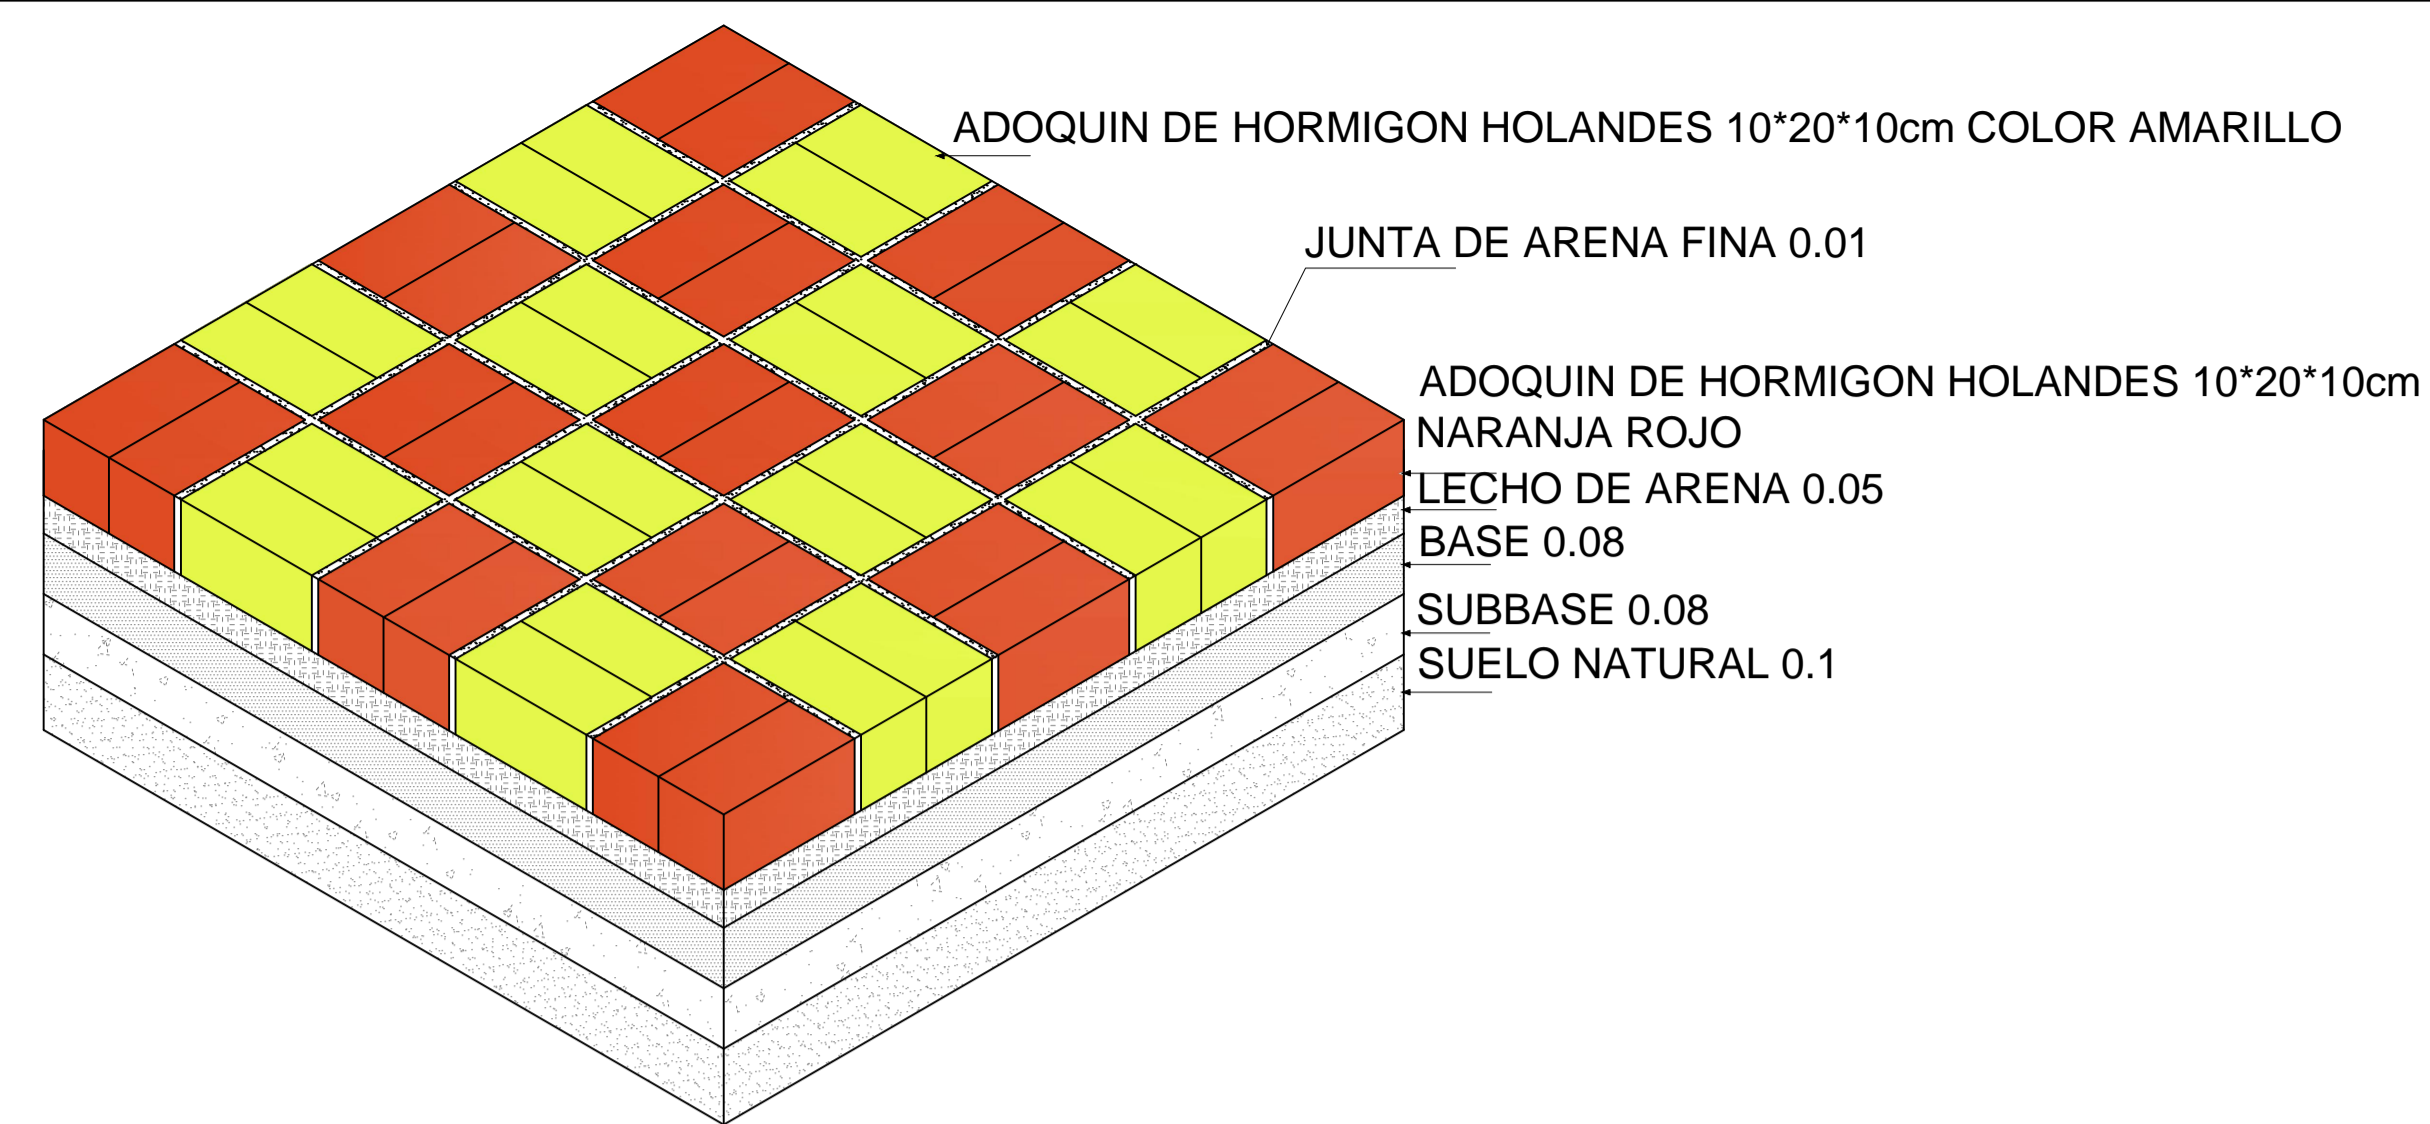 ADOQUIN DE HORMIGON HOLANDES 10*20*10cm COLOR AMARILLO
JUNTA DE ARENA FINA 0.01
ADOQUIN DE HORMIGON HOLANDES 10*20*10cm
NARANJA ROJO
LECHO DE ARENA 0.05
BASE 0.08
SUBBASE 0.08
SUELO NATURAL 0.1